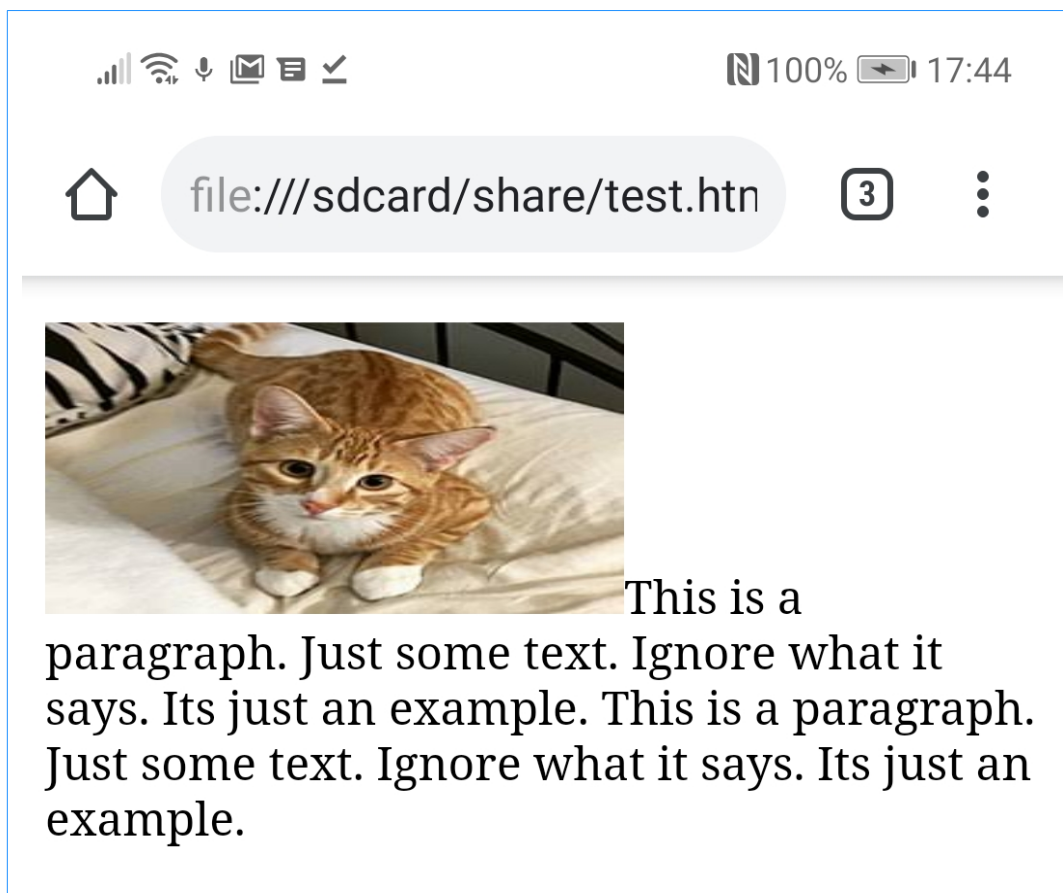 100% 17:44
file:///sdcard/share/test.htm
3
This is a
paragraph. Just some text. Ignore what it
says. Its just an example. This is a paragraph.
Just some text. Ignore what it says. Its just an
example.